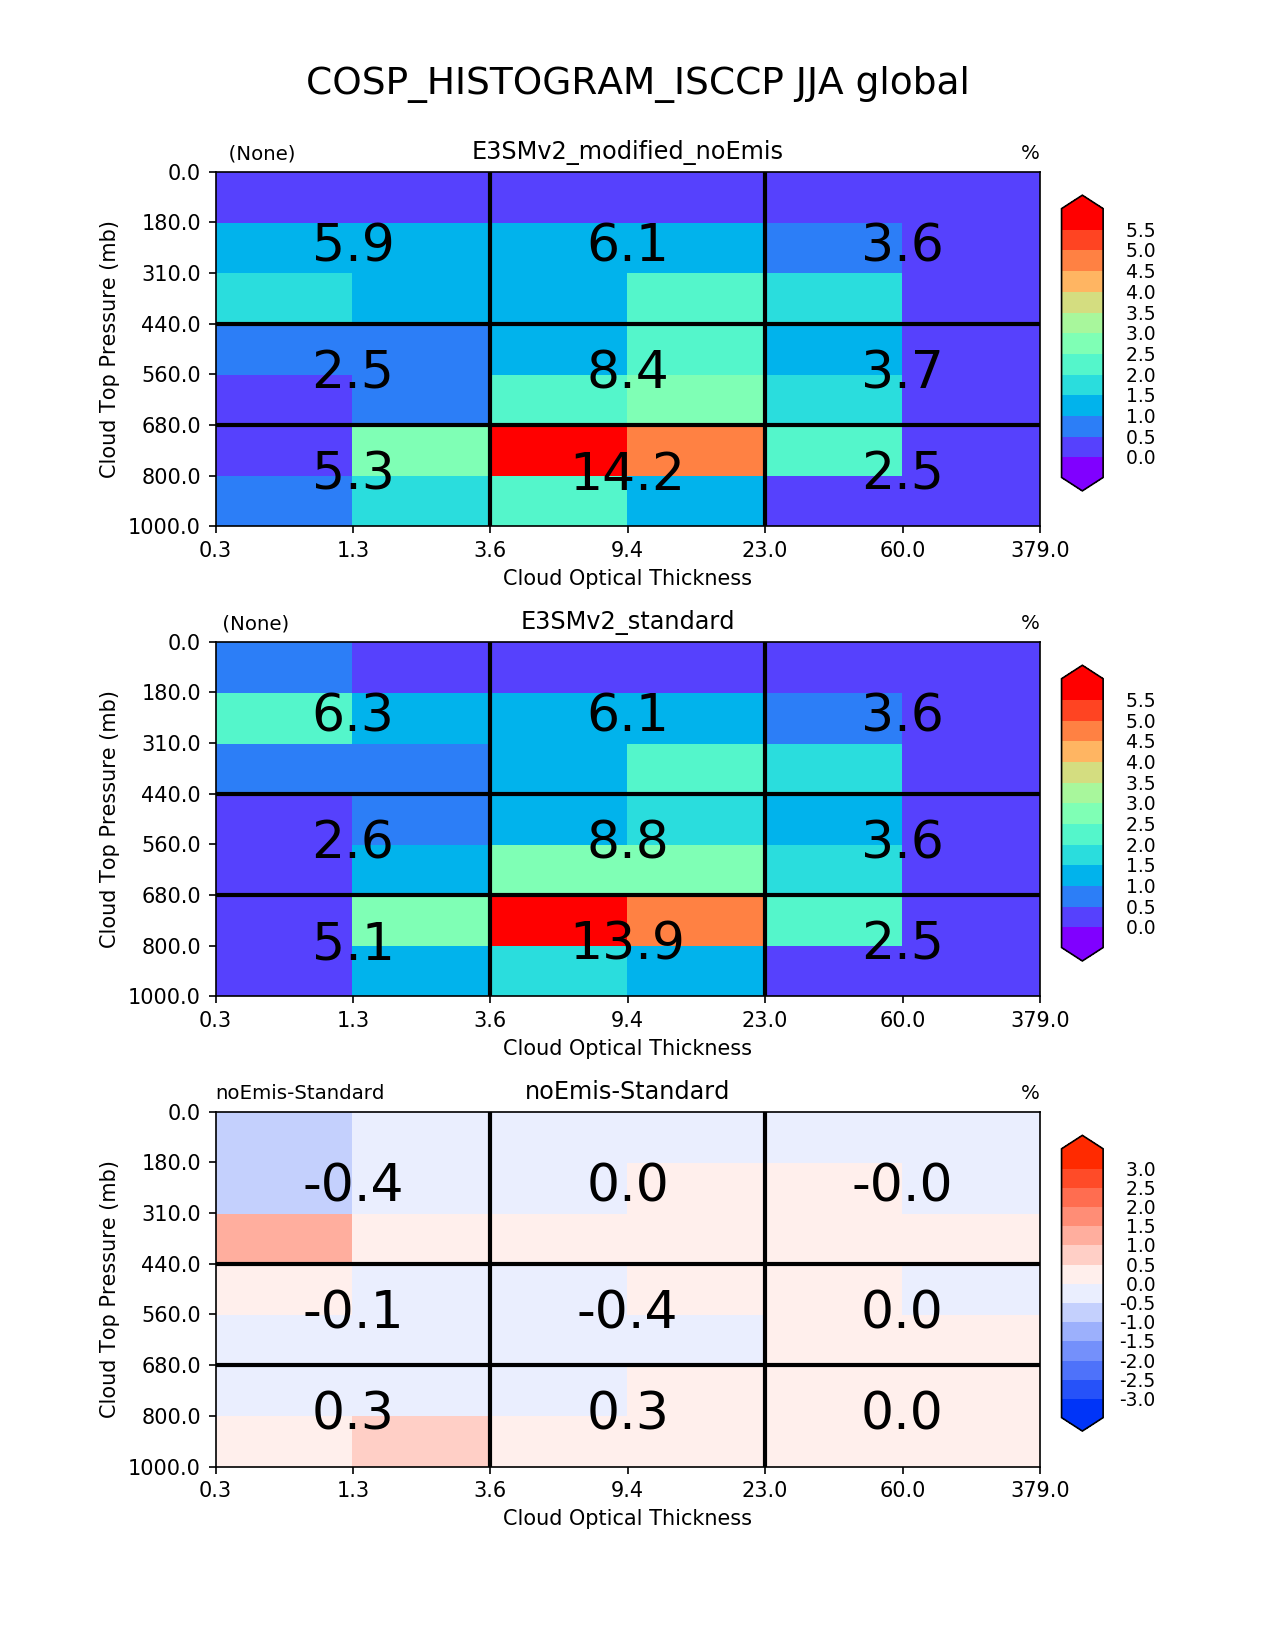 COSP_HISTOGRAM_ISCCP JJA global
(None) E3SMv2_modified_noEmis %
0.0
180.0
310.0
440.0
560.0
680.0
800.0
1000.0
Cloud Top Pressure (mb)
5.9 6.1 3.6
2.5 8.4 3.7
5.3 14.2 2.5
0.3 1.3 3.6 9.4 23.0 60.0 379.0
Cloud Optical Thickness
5.5
5.0
4.5
4.0
3.5
3.0
2.5
2.0
1.5
1.0
0.5
0.0
(None) E3SMv2_standard %
0.0
180.0
310.0
440.0
560.0
680.0
800.0
1000.0
Cloud Top Pressure (mb)
6.3 6.1 3.6
2.6 8.8 3.6
5.1 13.9 2.5
0.3 1.3 3.6 9.4 23.0 60.0 379.0
Cloud Optical Thickness
5.5
5.0
4.5
4.0
3.5
3.0
2.5
2.0
1.5
1.0
0.5
0.0
noEmis-Standard noEmis-Standard %
0.0
180.0
310.0
440.0
560.0
680.0
800.0
1000.0
Cloud Top Pressure (mb)
-0.4 0.0 -0.0
-0.1 -0.4 0.0
0.3 0.3 0.0
0.3 1.3 3.6 9.4 23.0 60.0 379.0
Cloud Optical Thickness
3.0
2.5
2.0
1.5
1.0
0.5
0.0
-0.5
-1.0
-1.5
-2.0
-2.5
-3.0